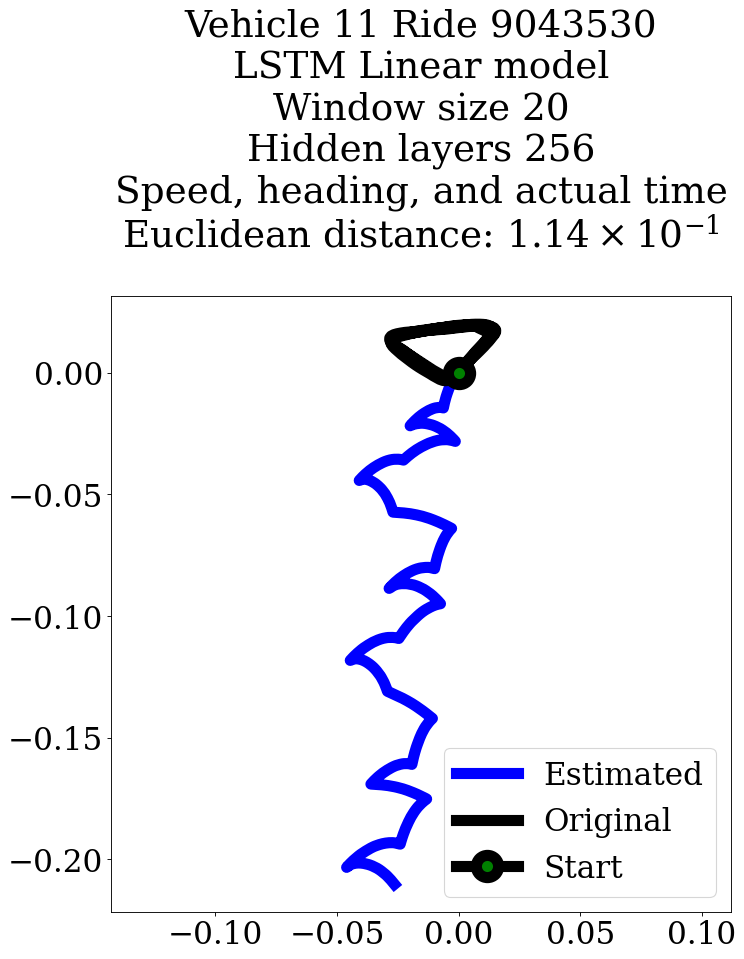 Vehicle 11 Ride 9043530
LSTM Linear model
Window size 20
Hidden layers 256
Speed, heading, and actual time
Euclidean distance: 1.14 × 10⁻¹
0.00
−0.05
−0.10
−0.15
−0.20
Estimated
Original
Start
−0.10 −0.05 0.00 0.05 0.10